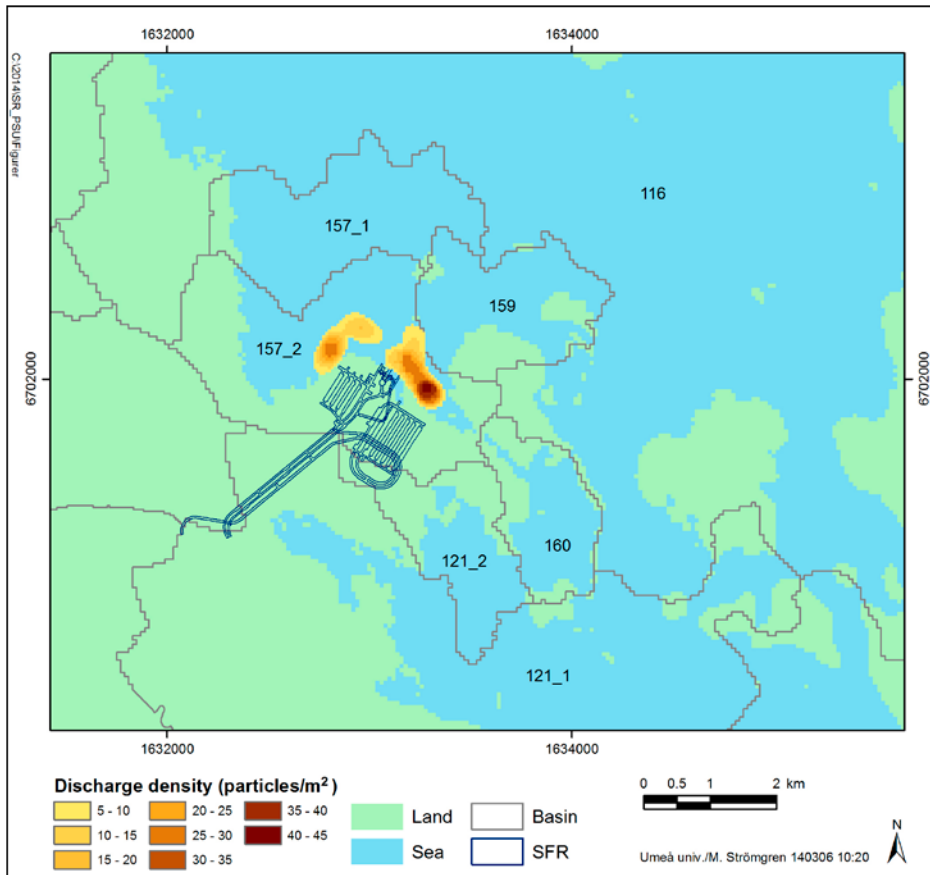 1632000 1634000
C:\2014\SR_PSU\Figurer
116
157_1
159
157_2
6702000 6702000
160
121_2
121_1
1632000 1634000
Discharge density (particles/m²)
5 - 10 20 - 25 35 - 40
10 - 15 25 - 30 40 - 45
15 - 20 30 - 35
Land Basin
Sea SFR
0 0.5 1 2 km
N
Umeå univ./M. Strömgren 140306 10:20